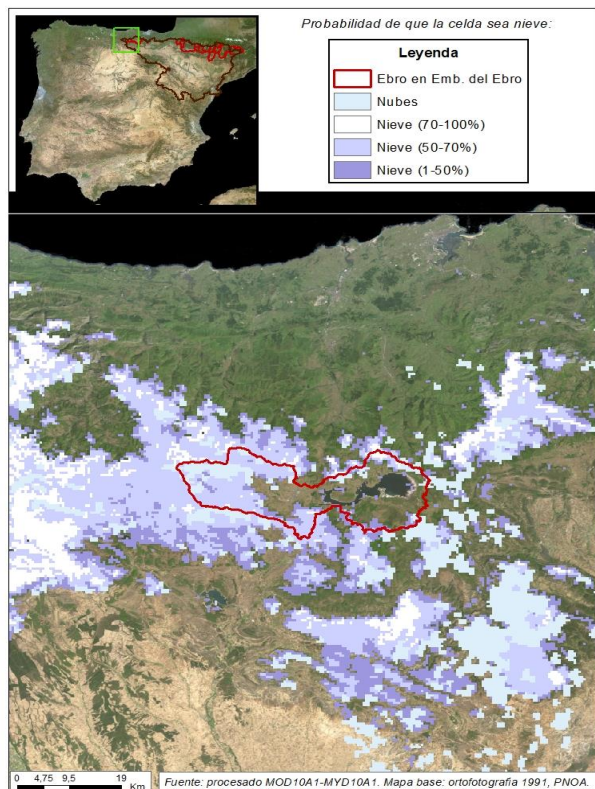 Probabilidad de que la celda sea nieve:
Leyenda
Ebro en Emb. del Ebro
Nubes
Nieve (70-100%)
Nieve (50-70%)
Nieve (1-50%)
0 4,75 9,5 19
Km
Fuente: procesado MOD10A1-MYD10A1. Mapa base: ortofotografía 1991, PNOA.